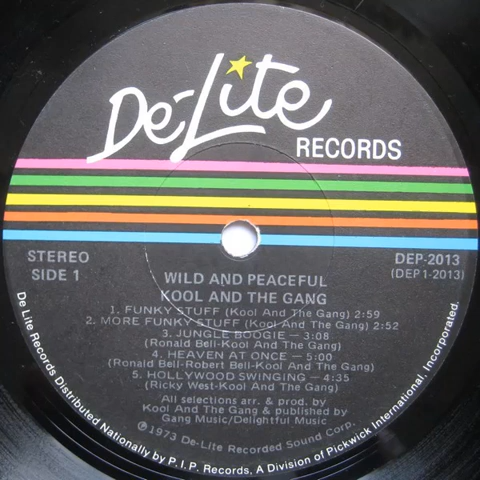 De-Lite
RECORDS
STEREO
SIDE 1
DEP-2013
(DEP1-2013)
WILD AND PEACEFUL
KOOL AND THE GANG
1. FUNKY STUFF (Kool And The Gang) 2:59
2. MORE FUNKY STUFF (Kool And The Gang) 2:52
3. JUNGLE BOOGIE — 3:08
(Ronald Bell-Kool And The Gang)
4. HEAVEN AT ONCE — 5:00
(Ronald Bell-Robert Bell-Kool And The Gang)
5. HOLLYWOOD SWINGING — 4:35
(Ricky West-Kool And The Gang)
All selections arr. & prod. by
Kool And The Gang & published by
Gang Music/Delightful Music
℗1973 De-Lite Recorded Sound Corp.
De Lite Records Distributed Nationally by P.I.P. Records, A Division of Pickwick International, Incorporated.